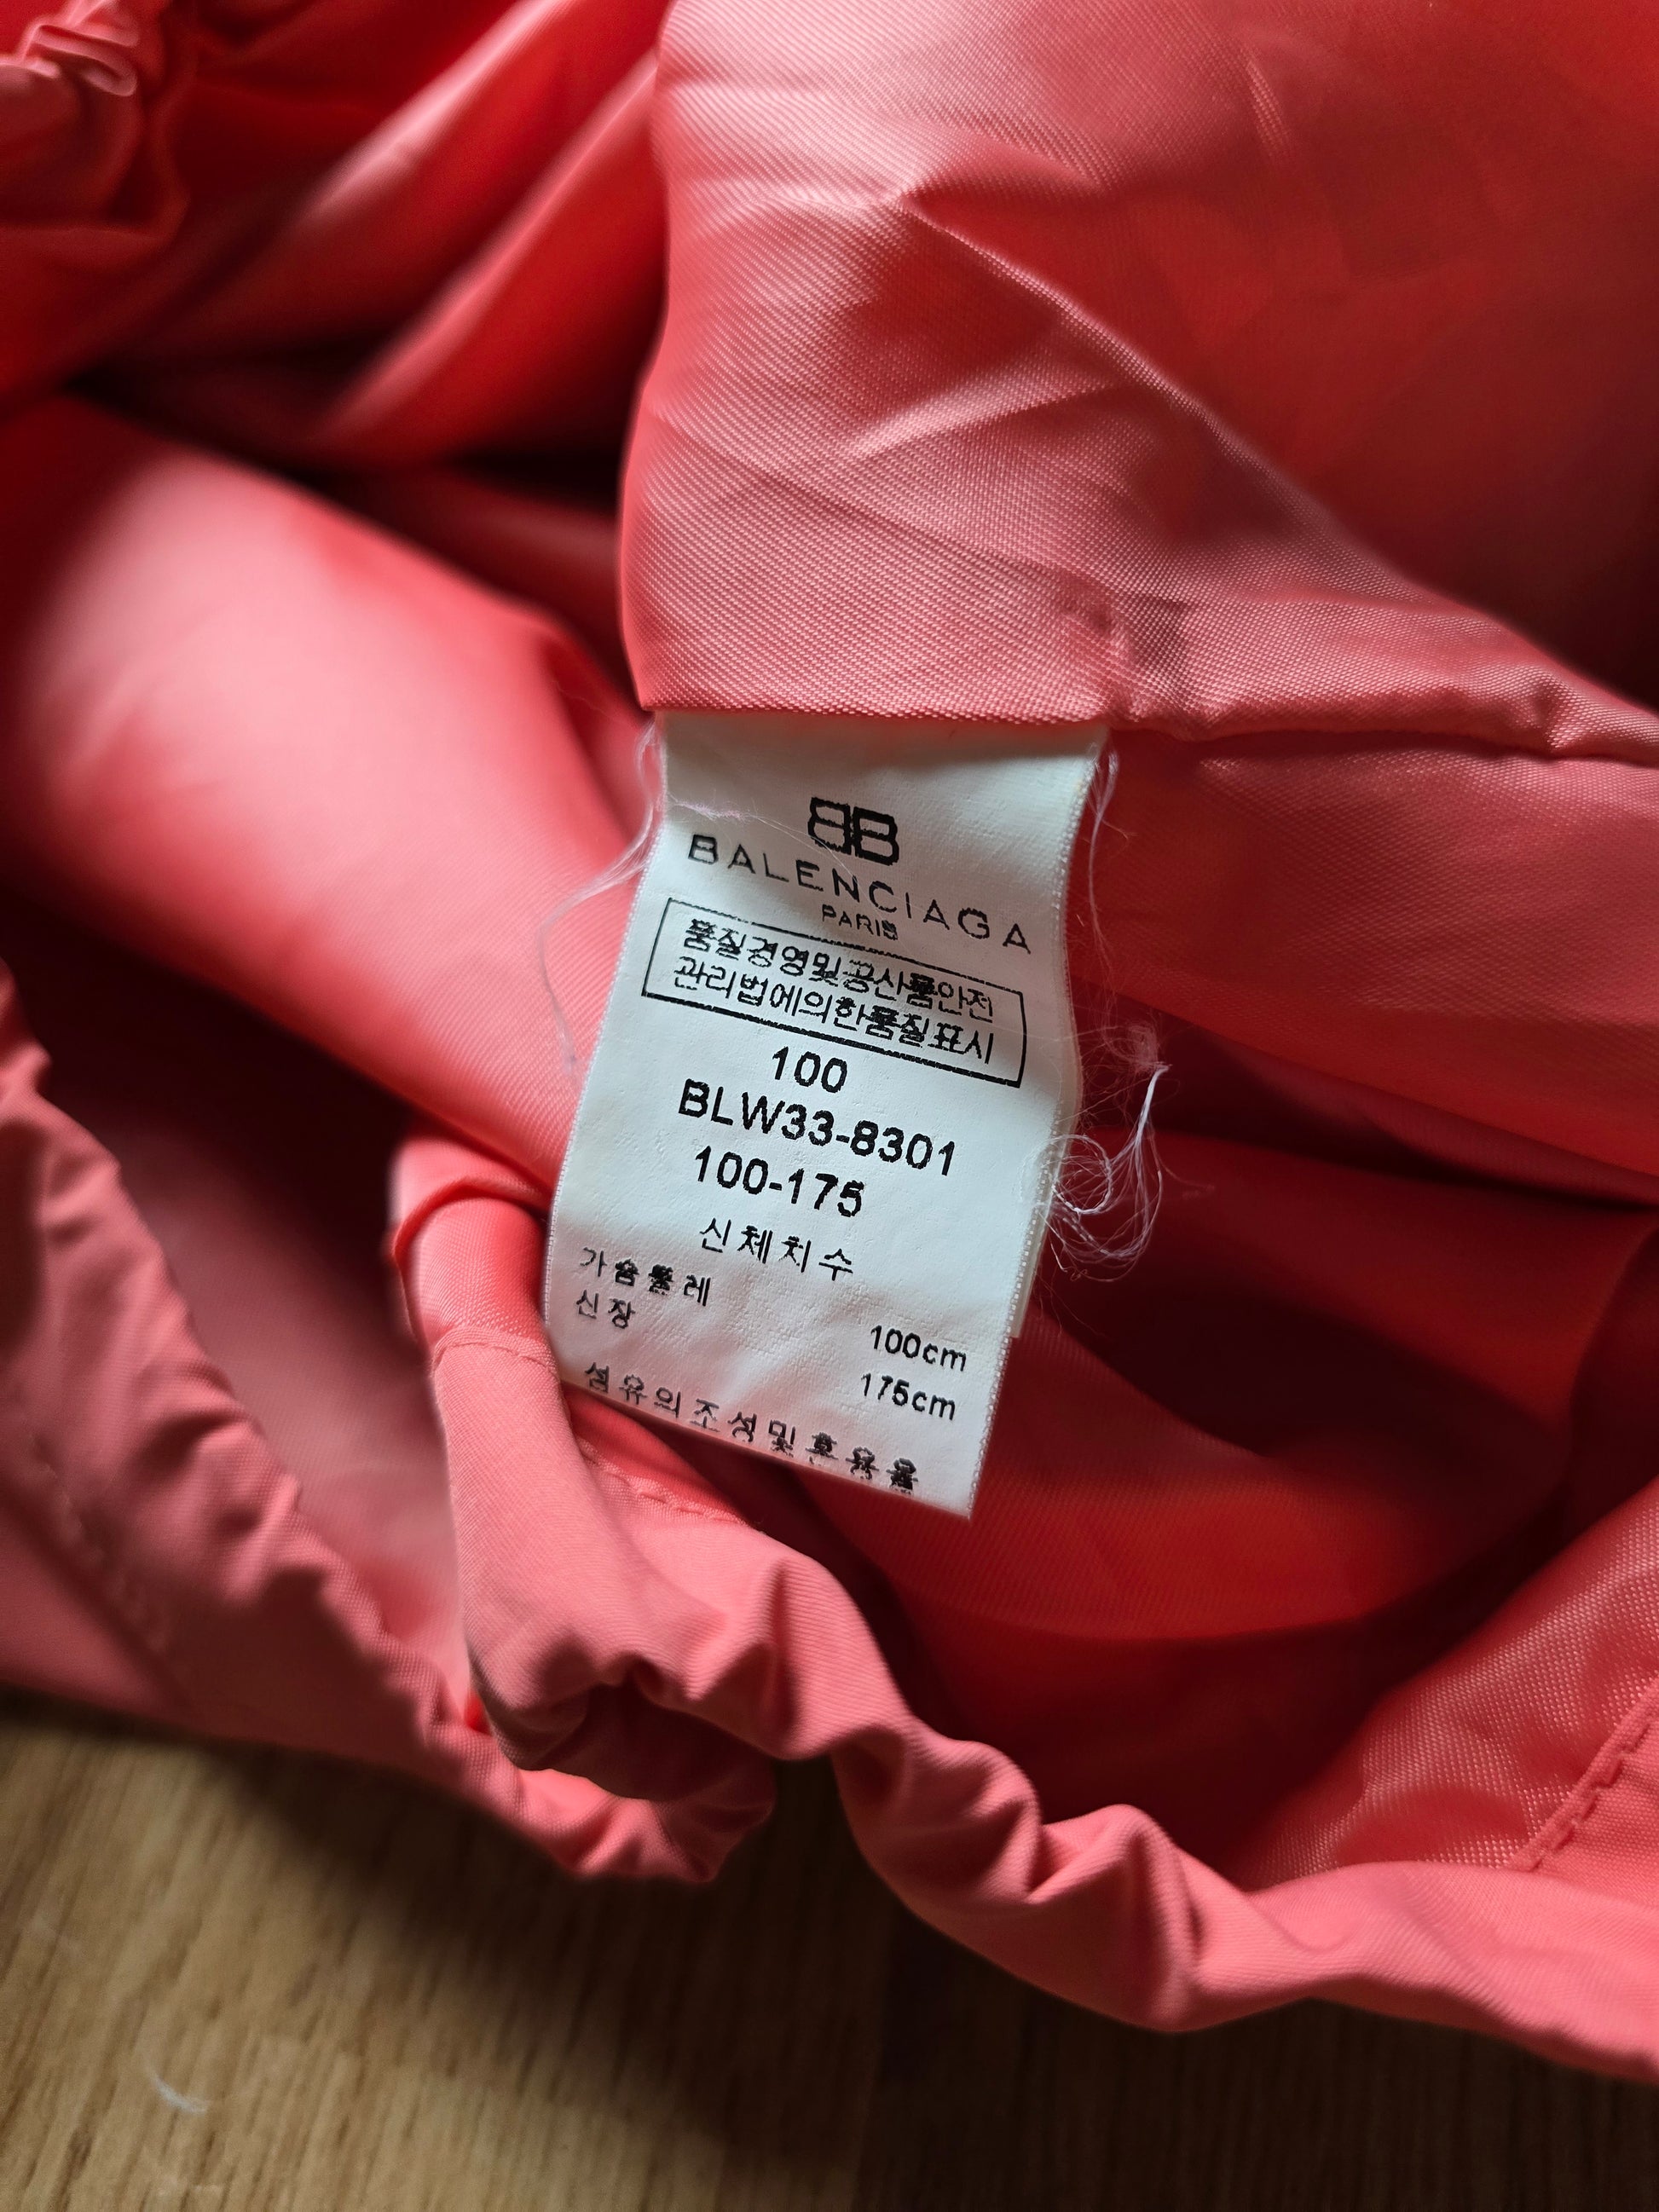 BB
BALENCIAGA
PARIS
품질경영및공산품안전
관리법에의한품질표시
100
BLW33-8301
100-175
신체치수
가슴둘레 100cm
신장 175cm
섬유의조성및혼용율